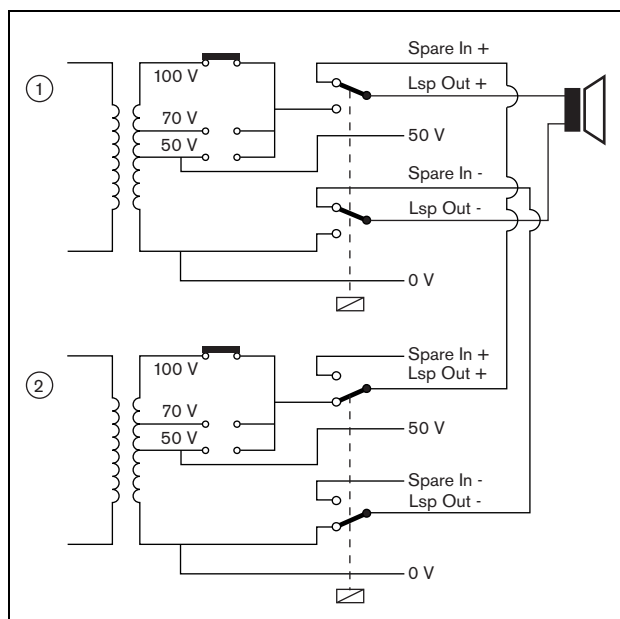 Spare In +
100 V
Lsp Out +
1
70 V
50 V
50 V
Spare In -
Lsp Out -
0 V
Spare In +
100 V
Lsp Out +
2
70 V
50 V
50 V
Spare In -
Lsp Out -
0 V